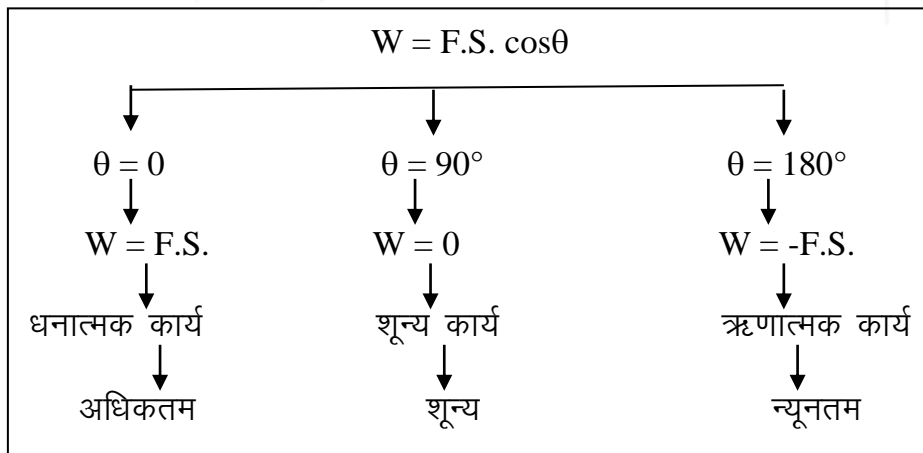 W = F.S. cosθ
θ = 0 θ = 90° θ = 180°
W = F.S. W = 0 W = -F.S.
धनात्मक कार्य शून्य कार्य ऋणात्मक कार्य
अधिकतम शून्य न्यूनतम